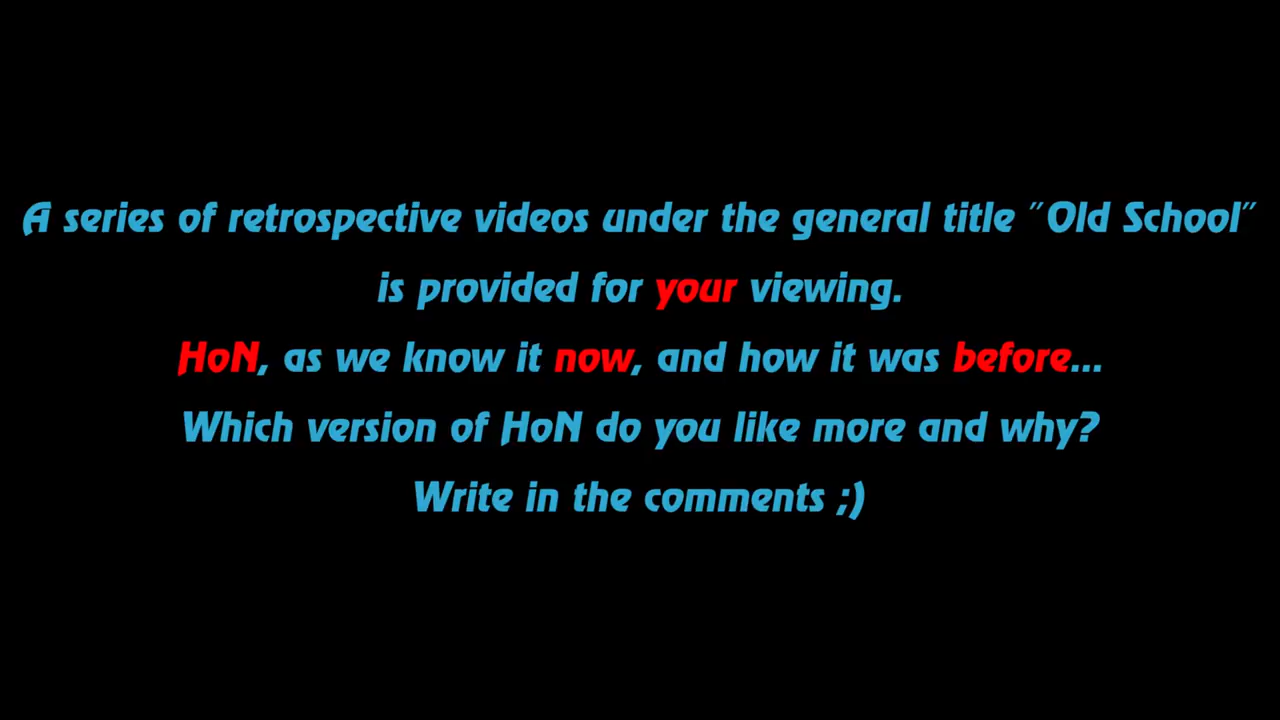 A series of retrospective videos under the general title "Old School"
is provided for your viewing.
HoN, as we know it now, and how it was before...
Which version of HoN do you like more and why?
Write in the comments ;)